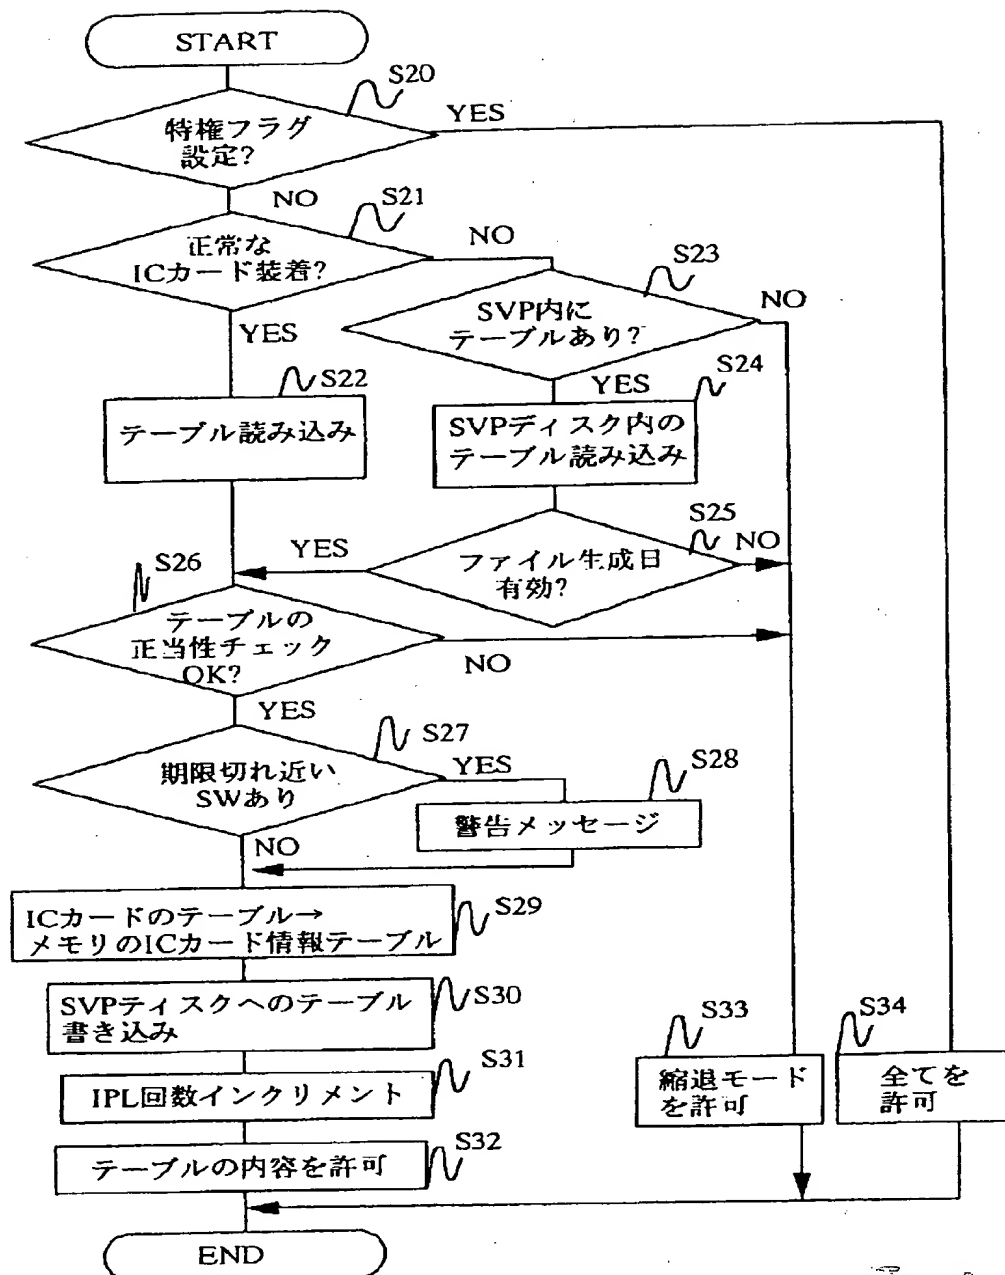 START
S20
特権フラグ
設定?
YES
NO
S21
正常な
ICカード装着?
NO
YES
S23
SVP内に
テーブルあり?
NO
YES
S22
テーブル読み込み
S24
SVPディスク内の
テーブル読み込み
S25
ファイル生成日
有効?
YES
NO
S26
テーブルの
正当性チェック
OK?
NO
YES
S27
期限切れ近い
SWあり
YES
NO
S28
警告メッセージ
S29
ICカードのテーブル→
メモリのICカード情報テーブル
S30
SVPティスクへのテーブル
書き込み
S31
IPL回数インクリメント
S32
テーブルの内容を許可
S33
縮退モード
を許可
S34
全てを
許可
END